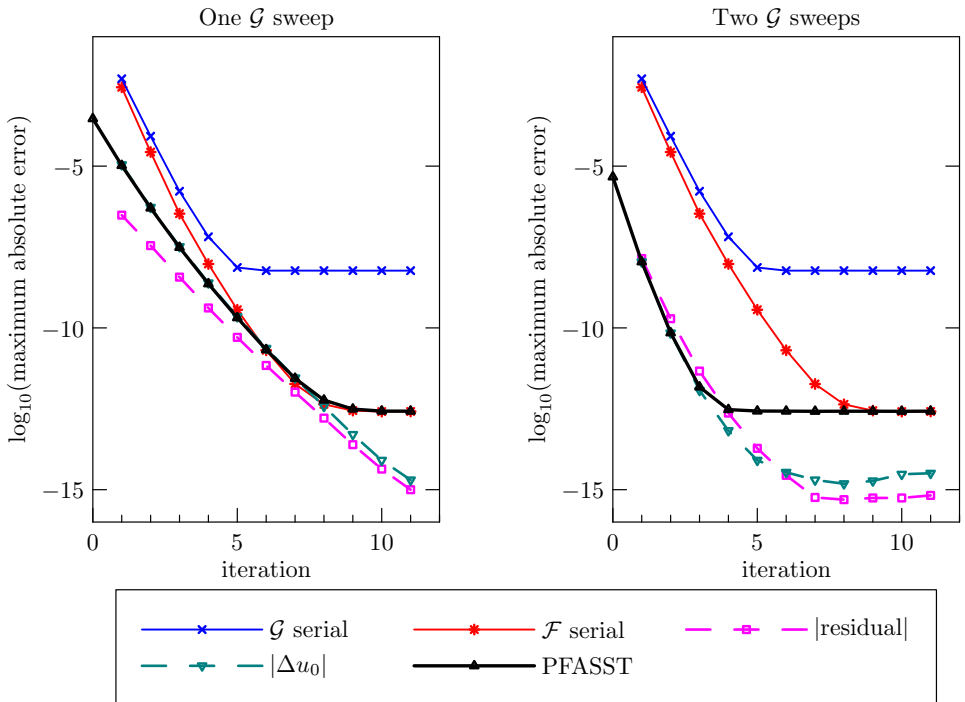 One 𝒢 sweep
log₁₀(maximum absolute error)
−5
−10
−15
0
5
10
iteration
Two 𝒢 sweeps
log₁₀(maximum absolute error)
−5
−10
−15
0
5
10
iteration
𝒢 serial
ℱ serial
|residual|
|Δu₀|
PFASST